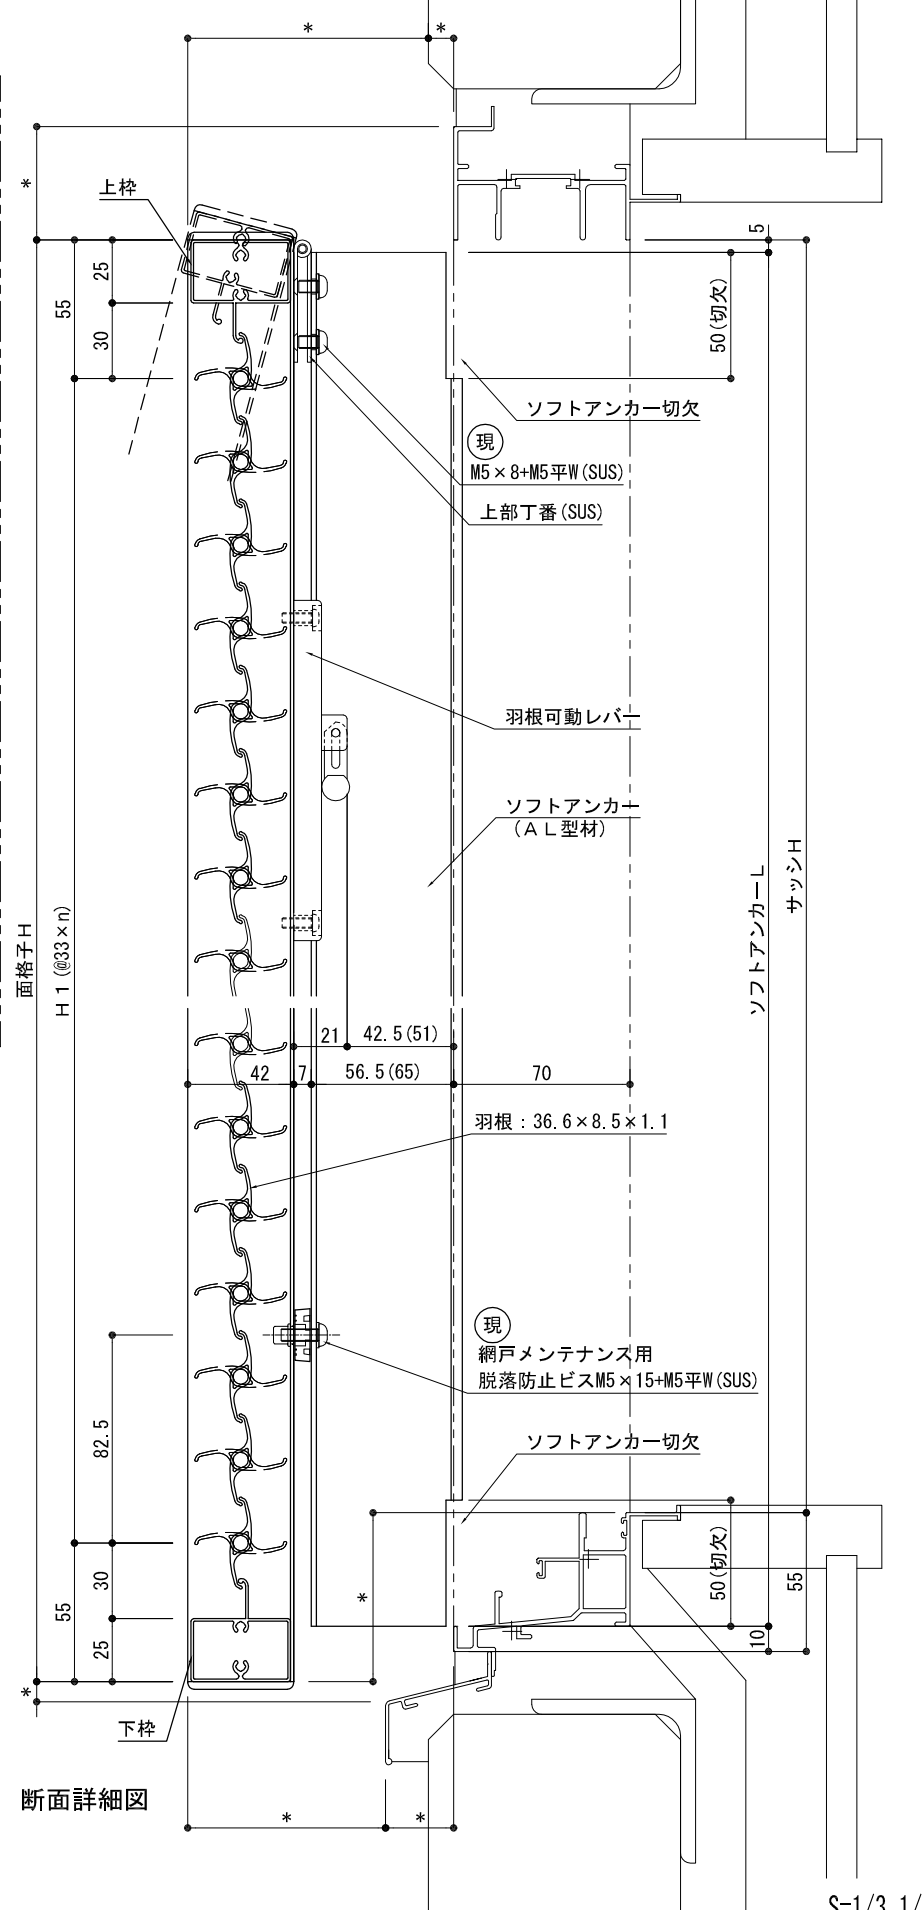 *
*
*
上枠
5
25
55
30
50(切欠)
ソフトアンカー切欠
現
M5×8+M5平W(SUS)
上部丁番(SUS)
羽根可動レバー
ソフトアンカー
(AL型材)
サッシH
ソフトアンカーL
面格子H
H1(@33×n)
21
42.5(51)
42
7
56.5(65)
70
羽根:36.6×8.5×1.1
現
網戸メンテナンス用
脱落防止ビスM5×15+M5平W(SUS)
82.5
ソフトアンカー切欠
50(切欠)
55
30
*
55
25
10
*
下枠
断面詳細図
*
*
S-1/3 1/